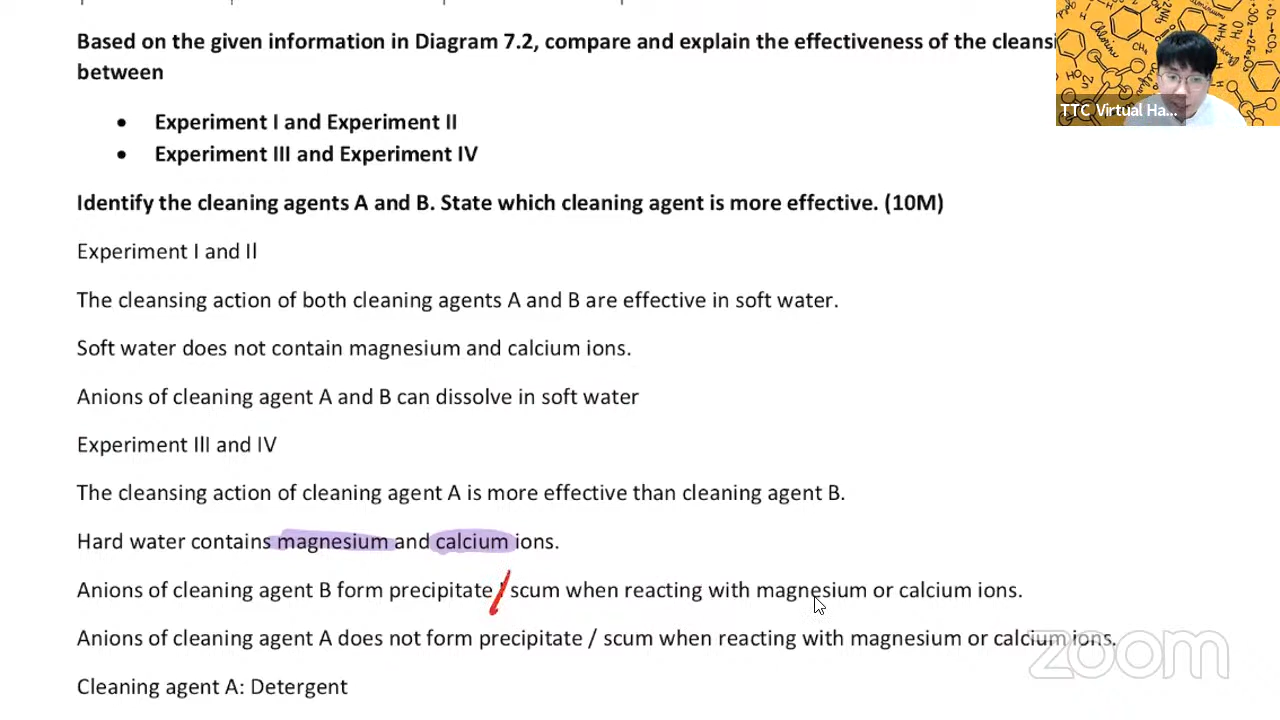 Based on the given information in Diagram 7.2, compare and explain the effectiveness of the cleansi
between
• Experiment I and Experiment II
• Experiment III and Experiment IV
Identify the cleaning agents A and B. State which cleaning agent is more effective. (10M)
Experiment I and II
The cleansing action of both cleaning agents A and B are effective in soft water.
Soft water does not contain magnesium and calcium ions.
Anions of cleaning agent A and B can dissolve in soft water
Experiment III and IV
The cleansing action of cleaning agent A is more effective than cleaning agent B.
Hard water contains magnesium and calcium ions.
Anions of cleaning agent B form precipitate / scum when reacting with magnesium or calcium ions.
Anions of cleaning agent A does not form precipitate / scum when reacting with magnesium or calcium ions.
Cleaning agent A: Detergent
TTC Virtual Ha...
zoom